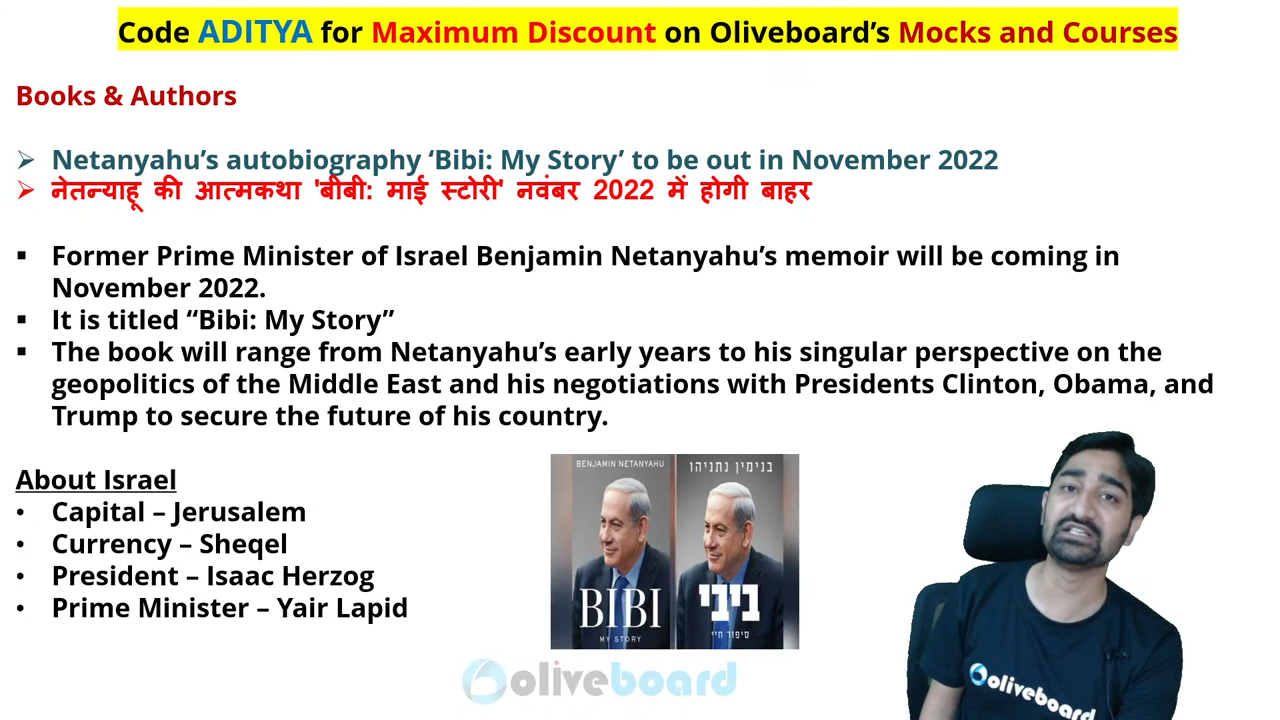 Code ADITYA for Maximum Discount on Oliveboard’s Mocks and Courses
Books & Authors
➢ Netanyahu’s autobiography ‘Bibi: My Story’ to be out in November 2022
➢ नेतन्याहू की आत्मकथा 'बीबी: माई स्टोरी' नवंबर 2022 में होगी बाहर
▪ Former Prime Minister of Israel Benjamin Netanyahu’s memoir will be coming in
November 2022.
▪ It is titled “Bibi: My Story”
▪ The book will range from Netanyahu’s early years to his singular perspective on the
geopolitics of the Middle East and his negotiations with Presidents Clinton, Obama, and
Trump to secure the future of his country.
About Israel
• Capital – Jerusalem
• Currency – Sheqel
• President – Isaac Herzog
• Prime Minister – Yair Lapid
BENJAMIN NETANYAHU
BIBI
MY STORY
בנימין נתניהו
ביבי
סיפור חיי
oliveboard
oliveboard